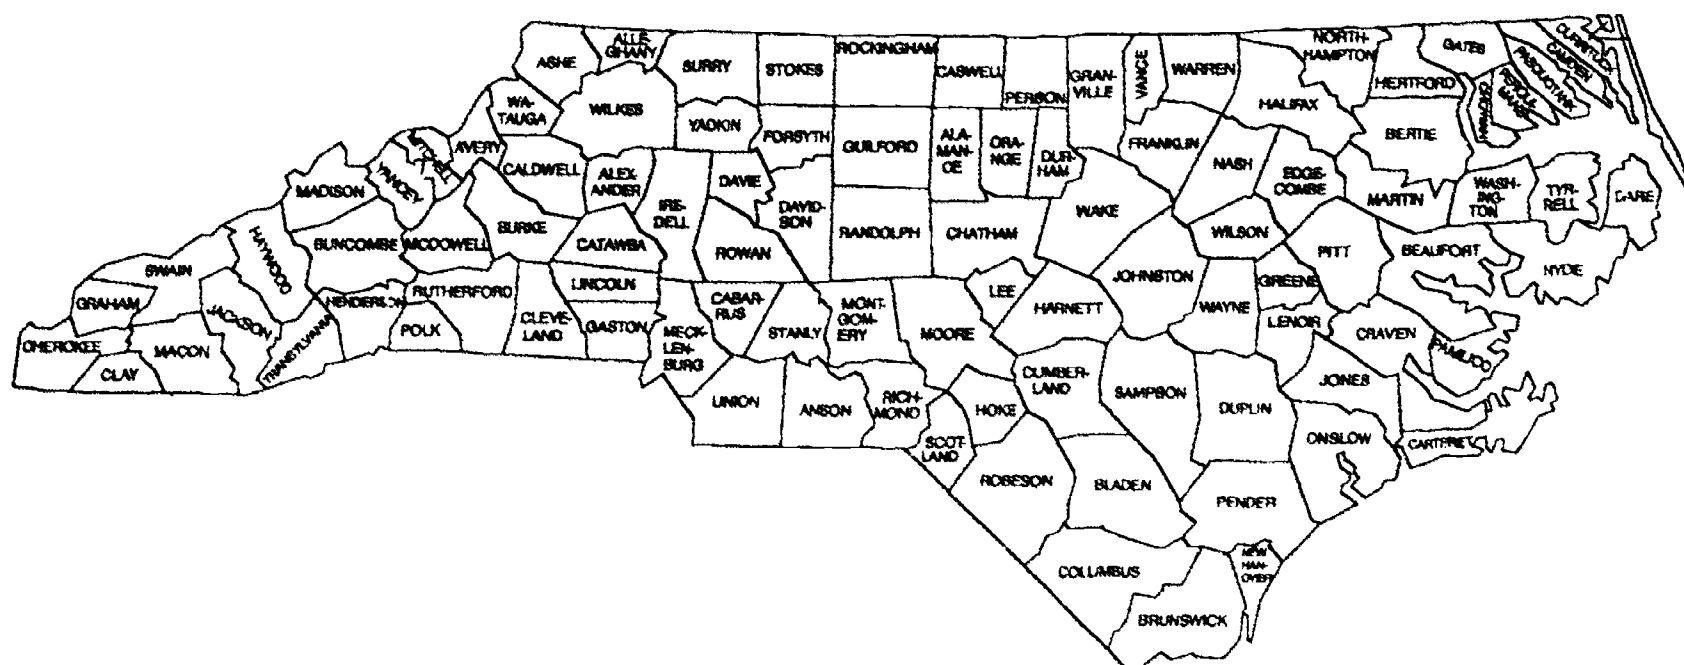 ALLE-
GHANY
ASHE
SURRY
STOKES
ROCKINGHAM
CASWELL
PERSON
GRAN-
VILLE
VANCE
WARREN
NORTH-
HAMPTON
GATES
HERTFORD
CURRITUCK
CAMDEN
PASQUOTANK
PERQUI-
MANS
CHOWAN
WA-
TAUGA
WILKES
YADKIN
FORSYTH
GUILFORD
ALA-
MAN-
CE
ORA-
NGE
DUR-
HAM
FRANKLIN
HALIFAX
BERTIE
NASH
EDGE-
COMBE
MARTIN
WASH-
ING-
TON
TYR-
RELL
DARE
MITCHELL
AVERY
YANCEY
MADISON
CALDWELL
ALEX-
ANDER
IRE-
DELL
DAVIE
DAVID-
SON
WAKE
HAYWOOD
BUNCOMBE
MCDOWELL
BURKE
CATAWBA
ROWAN
RANDOLPH
CHATHAM
WILSON
PITT
BEAUFORT
HYDE
SWAIN
GRAHAM
JACKSON
HENDERSON
RUTHERFORD
LINCOLN
CABAR-
RUS
MONT-
GOM-
ERY
LEE
HARNETT
JOHNSTON
WAYNE
GREENE
LENOIR
CRAVEN
PAMLICO
CHEROKEE
CLAY
MACON
TRANSYLVANIA
POLK
CLEVE-
LAND
GASTON
MECK-
LEN-
BURG
STANLY
MOORE
UNION
ANSON
RICH-
MOND
HOKE
SCOT-
LAND
CUMBER-
LAND
SAMPSON
DUPLIN
JONES
ONSLOW
CARTERET
ROBESON
BLADEN
PENDER
NEW
HAN-
OVER
COLUMBUS
BRUNSWICK